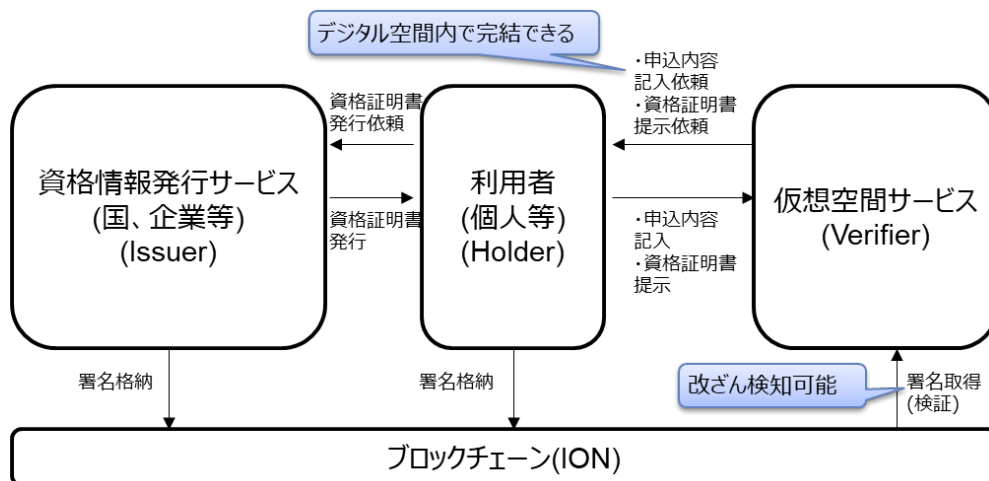 デジタル空間内で完結できる
・申込内容
記入依頼
・資格証明書
提示依頼
資格証明書
発行依頼
資格情報発行サービス
(国、企業等)
(Issuer)
利用者
(個人等)
(Holder)
仮想空間サービス
(Verifier)
資格証明書
発行
・申込内容
記入
・資格証明書
提示
署名格納
署名格納
改ざん検知可能
署名取得
(検証)
ブロックチェーン(ION)